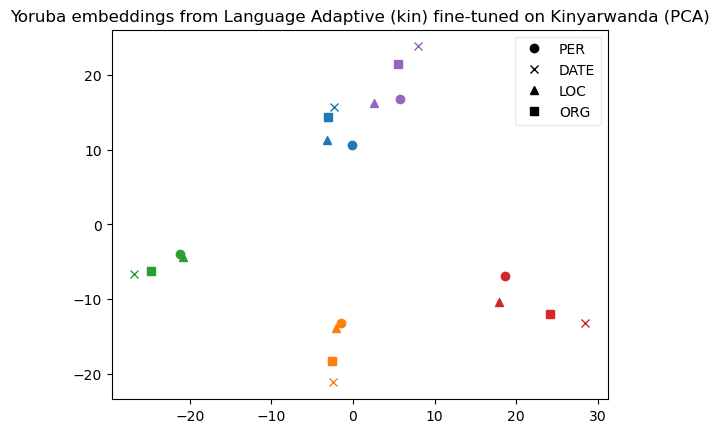 Yoruba embeddings from Language Adaptive (kin) fine-tuned on Kinyarwanda (PCA)
PER
DATE
LOC
ORG
20
10
0
−10
−20
−20 −10 0 10 20 30